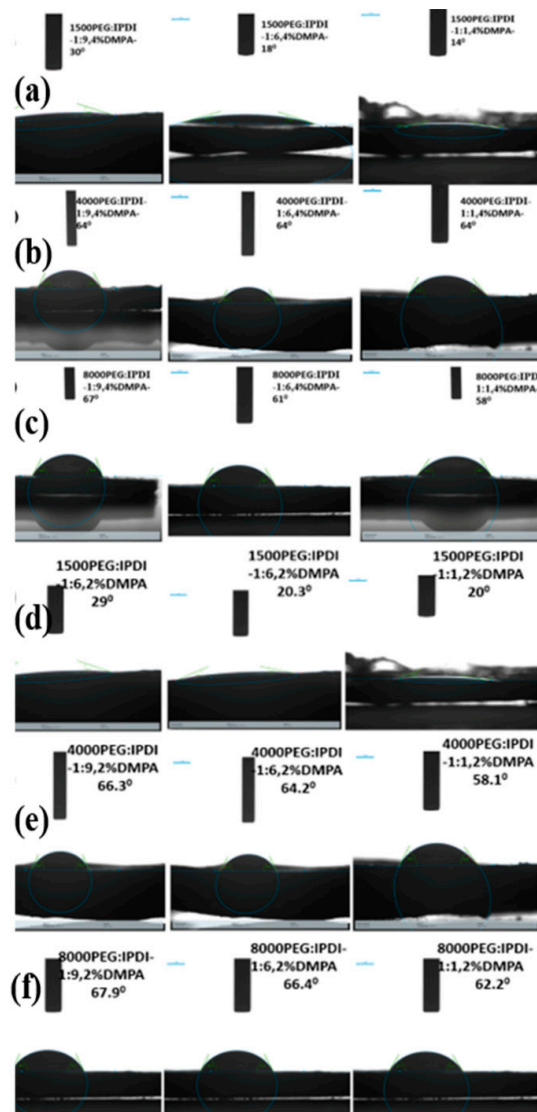 1500PEG:IPDI
-1:9,4%DMPA-
30⁰
1500PEG:IPDI
-1:6,4%DMPA-
18⁰
1500PEG:IPDI
-1:1,4%DMPA-
14⁰
(a)
4000PEG:IPDI-
1:9,4%DMPA-
64⁰
4000PEG:IPDI-
1:6,4%DMPA-
64⁰
4000PEG:IPDI-
1:1,4%DMPA-
64⁰
(b)
8000PEG:IPDI
-1:9,4%DMPA-
67⁰
8000PEG:IPDI
-1:6,4%DMPA-
61⁰
8000PEG:IPDI
1:1,4%DMPA-
58⁰
(c)
1500PEG:IPDI
-1:6,2%DMPA
29⁰
1500PEG:IPDI
-1:6,2%DMPA
20.3⁰
1500PEG:IPDI
-1:1,2%DMPA
20⁰
(d)
4000PEG:IPDI
-1:9,2%DMPA
66.3⁰
4000PEG:IPDI
-1:6,2%DMPA
64.2⁰
4000PEG:IPDI
-1:1,2%DMPA
58.1⁰
(e)
8000PEG:IPDI-
1:9,2%DMPA
67.9⁰
8000PEG:IPDI-
1:6,2%DMPA
66.4⁰
8000PEG:IPDI-
1:1,2%DMPA
62.2⁰
(f)